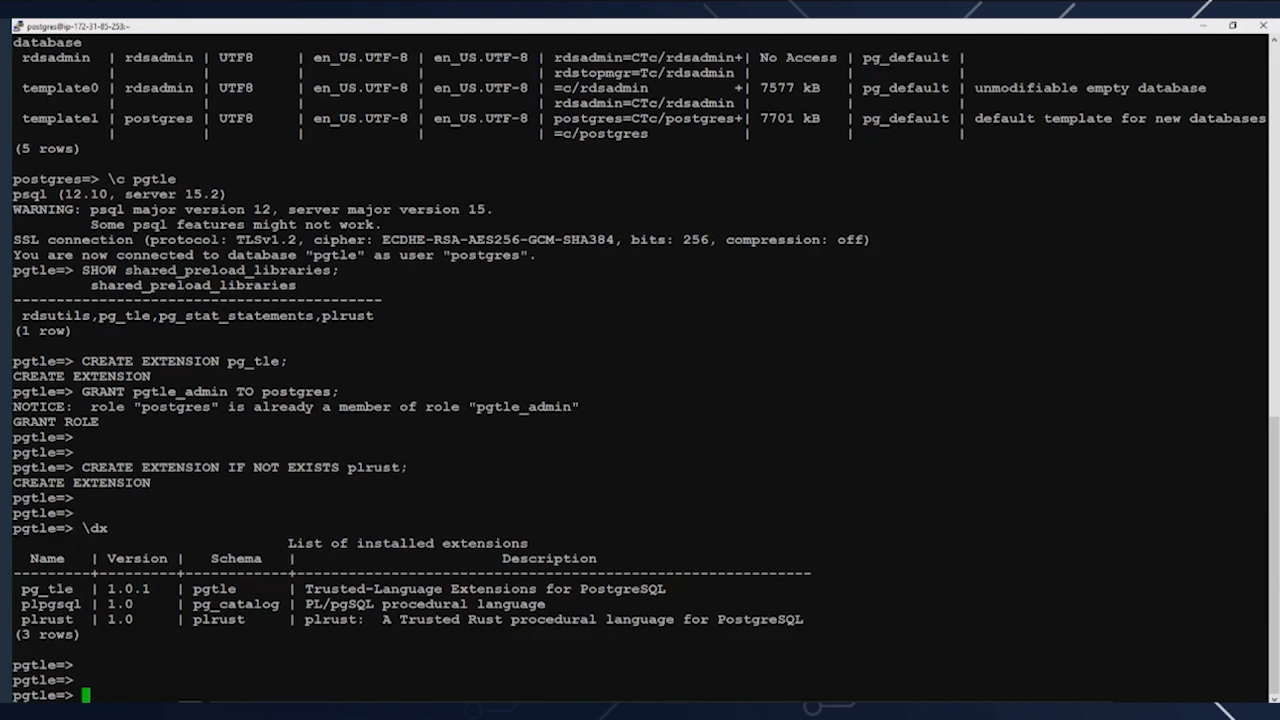 postgres@ip-172-31-85-253:~
database
 rdsadmin  | rdsadmin | UTF8     | en_US.UTF-8 | en_US.UTF-8 | rdsadmin=CTc/rdsadmin+| No Access | pg_default |
           |          |          |             |             | rdstopmgr=Tc/rdsadmin |           |            |
 template0 | rdsadmin | UTF8     | en_US.UTF-8 | en_US.UTF-8 | =c/rdsadmin          +| 7577 kB   | pg_default | unmodifiable empty database
           |          |          |             |             | rdsadmin=CTc/rdsadmin |           |            |
 template1 | postgres | UTF8     | en_US.UTF-8 | en_US.UTF-8 | postgres=CTc/postgres+| 7701 kB   | pg_default | default template for new databases
           |          |          |             |             | =c/postgres           |           |            |
(5 rows)
postgres=> \c pgtle
psql (12.10, server 15.2)
WARNING: psql major version 12, server major version 15.
         Some psql features might not work.
SSL connection (protocol: TLSv1.2, cipher: ECDHE-RSA-AES256-GCM-SHA384, bits: 256, compression: off)
You are now connected to database "pgtle" as user "postgres".
pgtle=> SHOW shared_preload_libraries;
         shared_preload_libraries
-------------------------------------------
 rdsutils,pg_tle,pg_stat_statements,plrust
(1 row)
pgtle=> CREATE EXTENSION pg_tle;
CREATE EXTENSION
pgtle=> GRANT pgtle_admin TO postgres;
NOTICE:  role "postgres" is already a member of role "pgtle_admin"
GRANT ROLE
pgtle=>
pgtle=>
pgtle=> CREATE EXTENSION IF NOT EXISTS plrust;
CREATE EXTENSION
pgtle=>
pgtle=>
pgtle=> \dx
                                List of installed extensions
  Name   | Version |   Schema   |                        Description
---------+---------+------------+------------------------------------------------------------
 pg_tle  | 1.0.1   | pgtle      | Trusted-Language Extensions for PostgreSQL
 plpgsql | 1.0     | pg_catalog | PL/pgSQL procedural language
 plrust  | 1.0     | plrust     | plrust:  A Trusted Rust procedural language for PostgreSQL
(3 rows)
pgtle=>
pgtle=>
pgtle=>